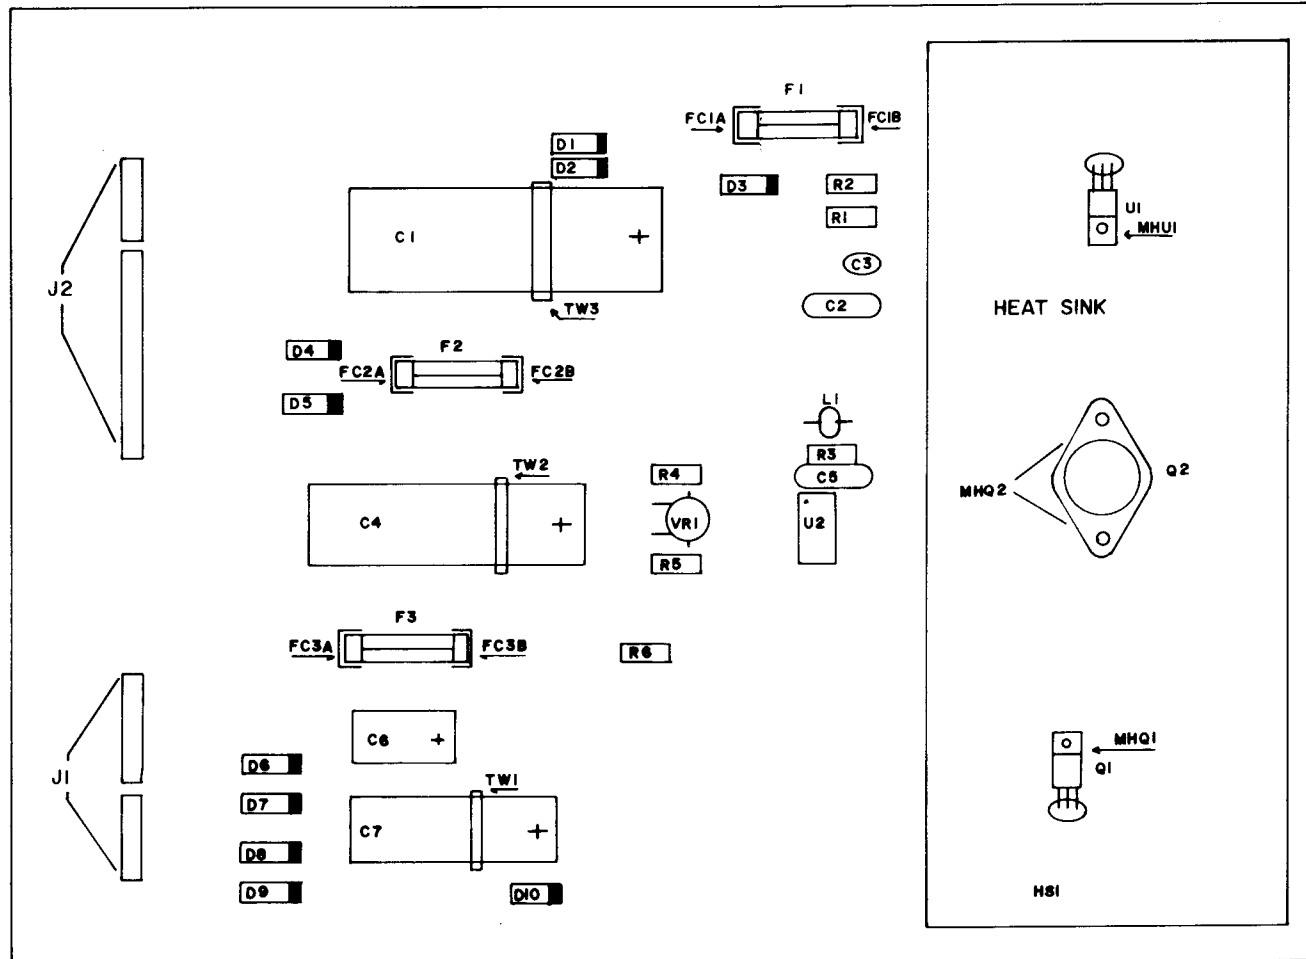 F1
FC1A
FC1B
D1
D2
D3
R2
R1
U1
MHU1
C1
+
C3
C2
J2
TW3
HEAT SINK
D4
F2
FC2A
FC2B
D5
L1
R3
TW2
R4
C5
Q2
MHQ2
C4
+
VR1
U2
R5
F3
FC3A
FC3B
R6
C6
+
MHQ1
D6
Q1
J1
TW1
D7
C7
+
D8
D9
D10
HS1